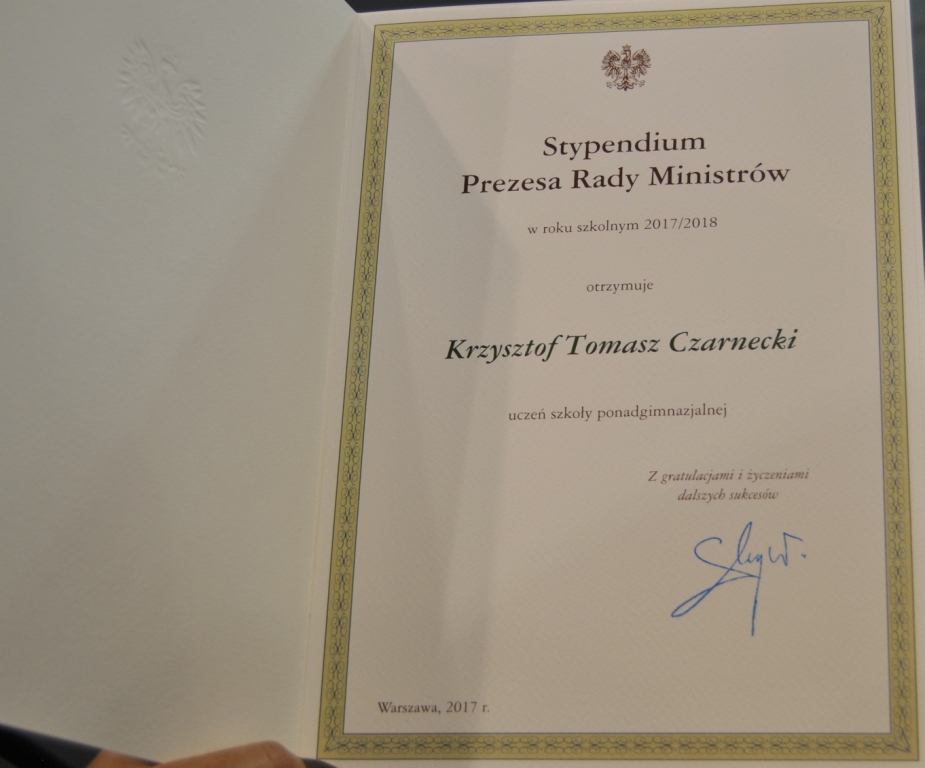 Stypendium
Prezesa Rady Ministrów
w roku szkolnym 2017/2018
otrzymuje
Krzysztof Tomasz Czarnecki
uczeń szkoły ponadgimnazjalnej
Z gratulacjami i życzeniami
dalszych sukcesów
Warszawa, 2017 r.